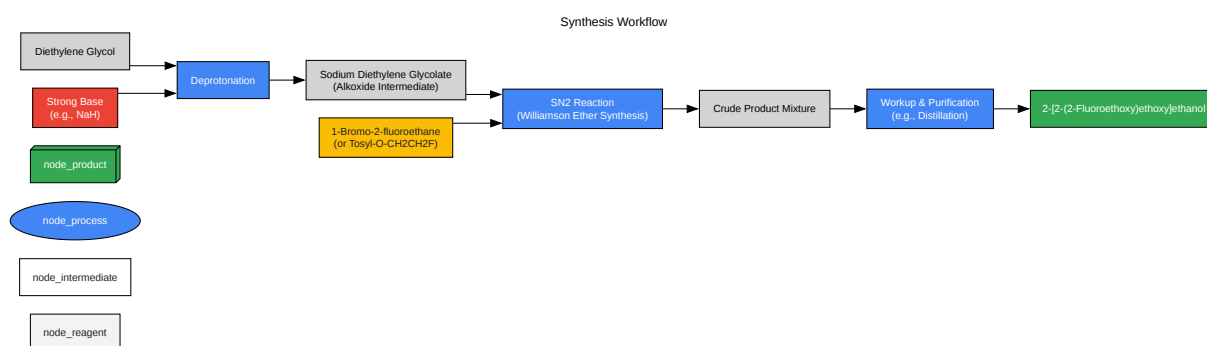 Synthesis Workflow
Diethylene Glycol
Strong Base
(e.g., NaH)
Deprotonation
Sodium Diethylene Glycolate
(Alkoxide Intermediate)
1-Bromo-2-fluoroethane
(or Tosyl-O-CH2CH2F)
SN2 Reaction
(Williamson Ether Synthesis)
Crude Product Mixture
Workup & Purification
(e.g., Distillation)
2-[2-(2-Fluoroethoxy)ethoxy]ethanol
node_product
node_process
node_intermediate
node_reagent